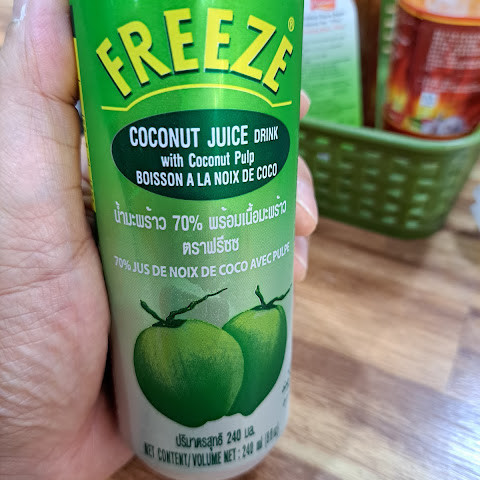 FREEZE®
COCONUT JUICE DRINK
with Coconut Pulp
BOISSON A LA NOIX DE COCO
น้ำมะพร้าว 70% พร้อมเนื้อมะพร้าว
ตราฟรีซซ
70% JUS DE NOIX DE COCO AVEC PULPE
ปริมาตรสุทธิ 240 มล.
NET CONTENT/VOLUME NET : 240 ml